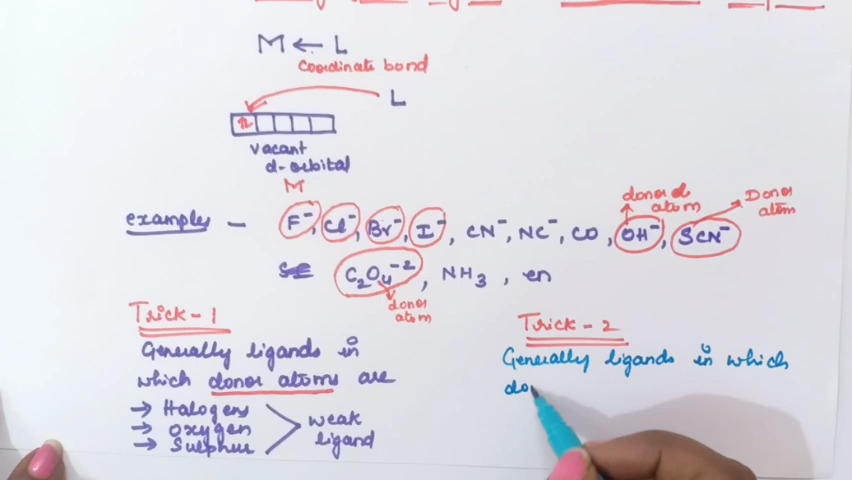 M ← L
Coordinate bond
L
vacant
d-orbital
M
donor atom
Donor
atom
examples – F⁻, Cl⁻, Br⁻, I⁻, CN⁻, NC⁻, CO, OH⁻, SCN⁻
C₂O₄⁻², NH₃, en
donor
atom
Trick - 1
Generally ligands in
which donor atoms are
→ Halogens
→ Oxygen
→ Sulphur
weak
ligand
Trick - 2
Generally ligands in which
do